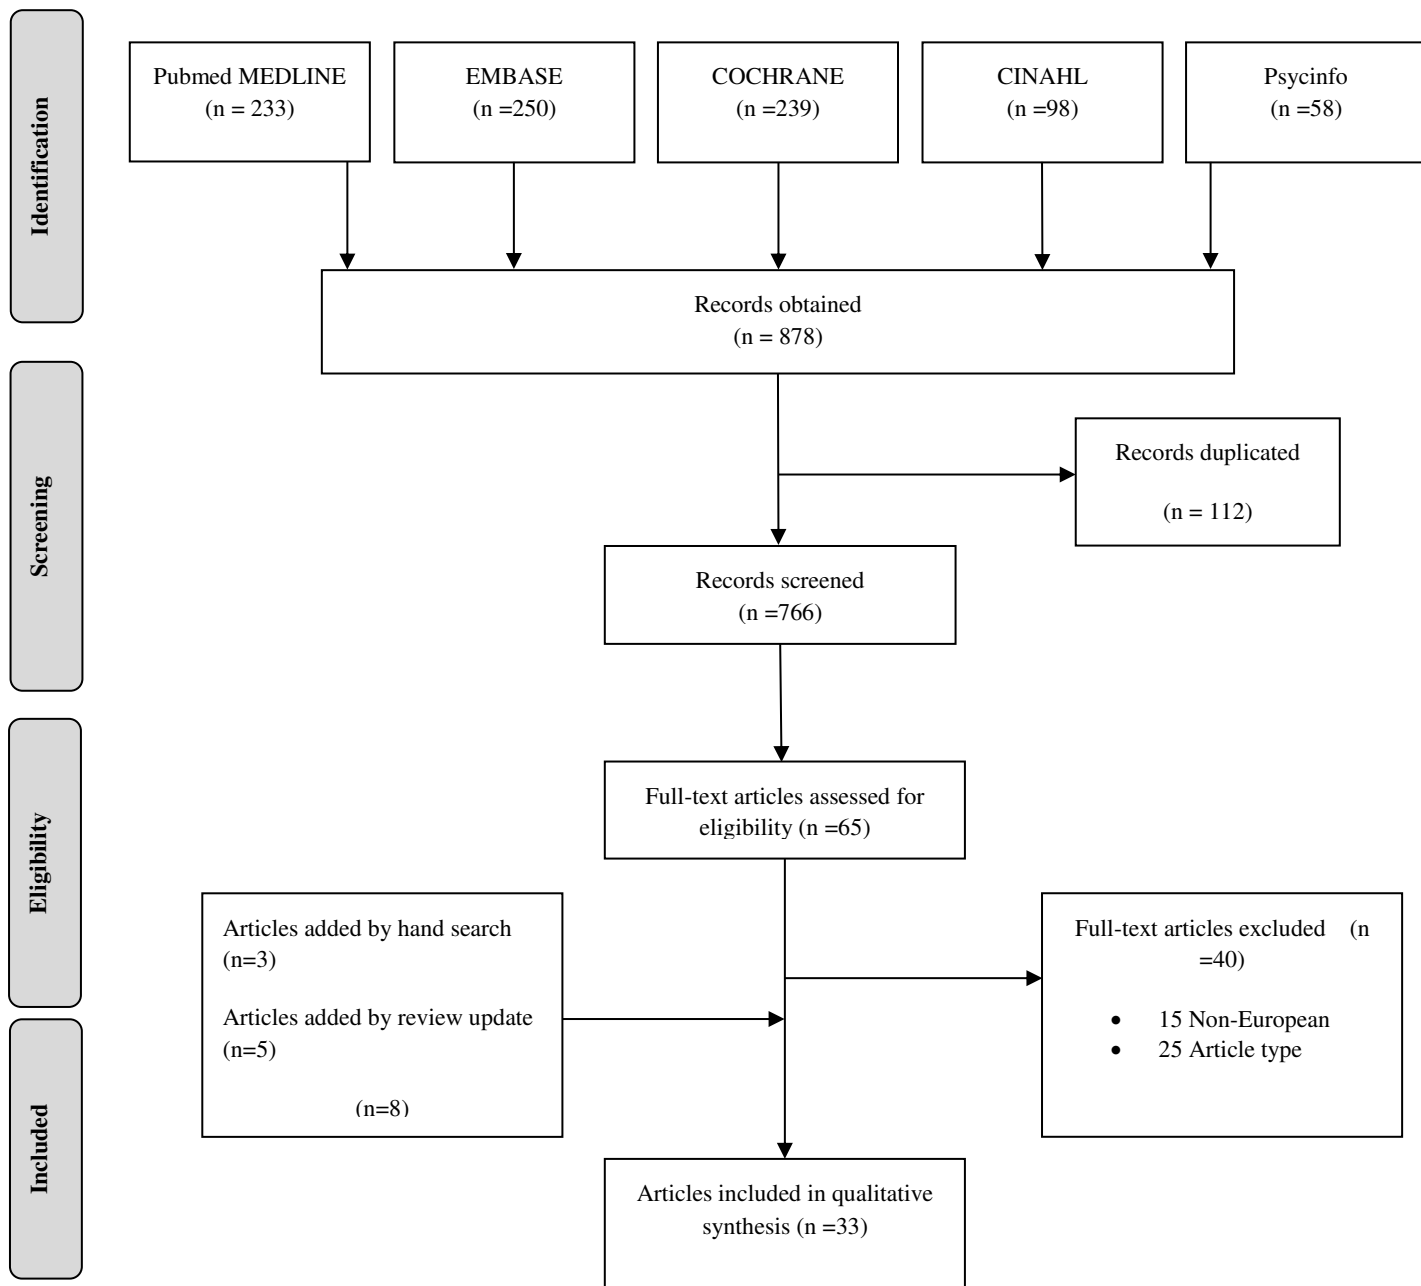 Identification
Pubmed MEDLINE
(n = 233)
EMBASE
(n =250)
COCHRANE
(n =239)
CINAHL
(n =98)
Psycinfo
(n =58)
Records obtained
(n = 878)
Screening
Records duplicated
(n = 112)
Records screened
(n =766)
Eligibility
Full-text articles assessed for
eligibility (n =65)
Articles added by hand search
(n=3)
Articles added by review update
(n=5)
(n=8)
Full-text articles excluded (n
=40)
• 15 Non-European
• 25 Article type
Included
Articles included in qualitative
synthesis (n =33)